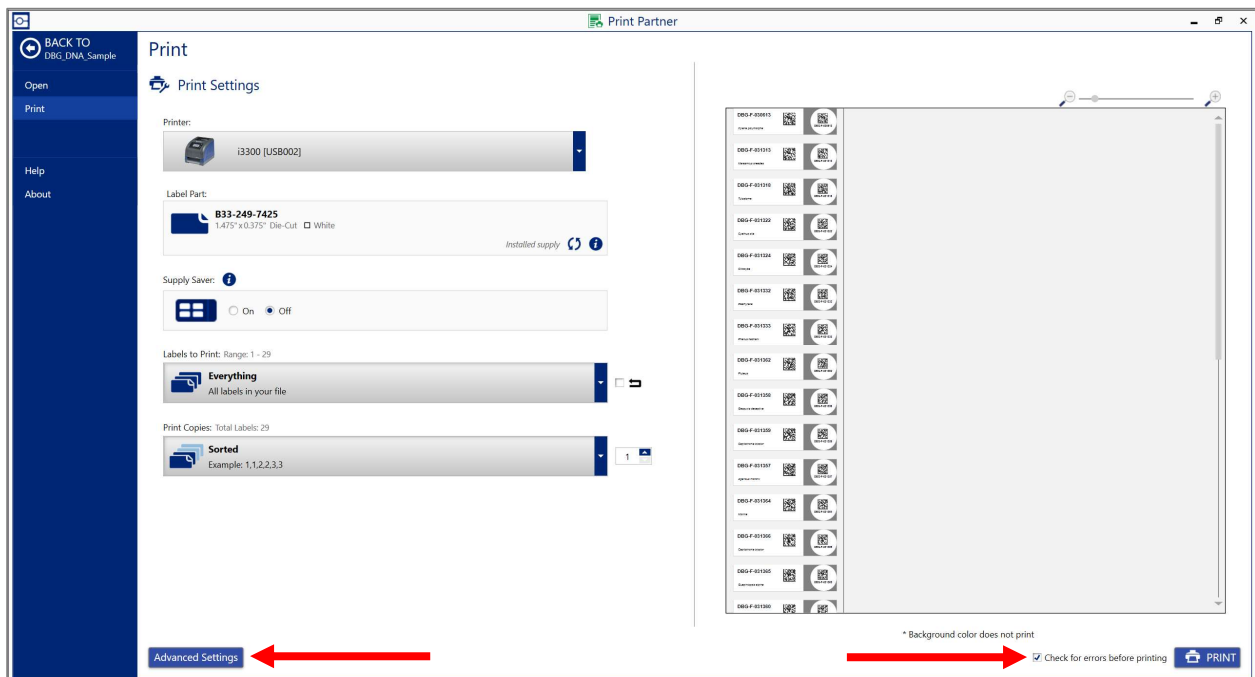 Print Partner
BACK TO
DBG_DNA_Sample
Open
Print
Help
About
Print
Print Settings
Printer:
i3300 [USB002]
Label Part:
B33-249-7425
1.475" x 0.375" Die-Cut White
Installed supply
Supply Saver:
On Off
Labels to Print: Range: 1 - 29
Everything
All labels in your file
Print Copies: Total Labels: 29
Sorted
Example: 1,1,2,2,3,3
1
Advanced Settings
DBG-F-031313
DBG-F-031318
DBG-F-031322
DBG-F-031324
DBG-F-031332
DBG-F-031333
DBG-F-031362
DBG-F-031358
DBG-F-031359
DBG-F-031357
DBG-F-031364
DBG-F-031366
DBG-F-031365
DBG-F-031360
* Background color does not print
Check for errors before printing
PRINT